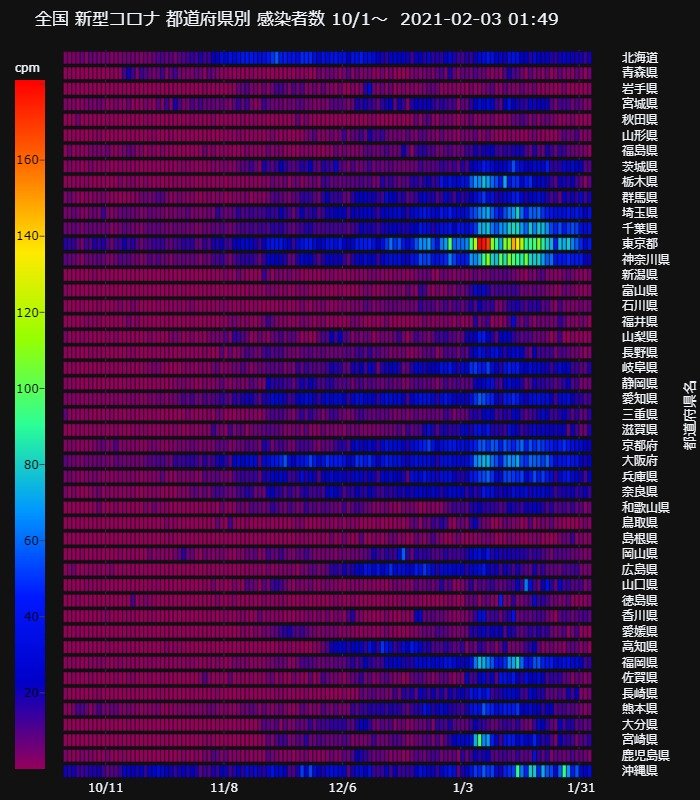 全国 新型コロナ 都道府県別 感染者数 10/1～ 2021-02-03 01:49
cpm
160
140
120
100
80
60
40
20
北海道
青森県
岩手県
宮城県
秋田県
山形県
福島県
茨城県
栃木県
群馬県
埼玉県
千葉県
東京都
神奈川県
新潟県
富山県
石川県
福井県
山梨県
長野県
岐阜県
静岡県
愛知県
三重県
滋賀県
京都府
大阪府
兵庫県
奈良県
和歌山県
鳥取県
島根県
岡山県
広島県
山口県
徳島県
香川県
愛媛県
高知県
福岡県
佐賀県
長崎県
熊本県
大分県
宮崎県
鹿児島県
沖縄県
都道府県名
10/11 11/8 12/6 1/3 1/31